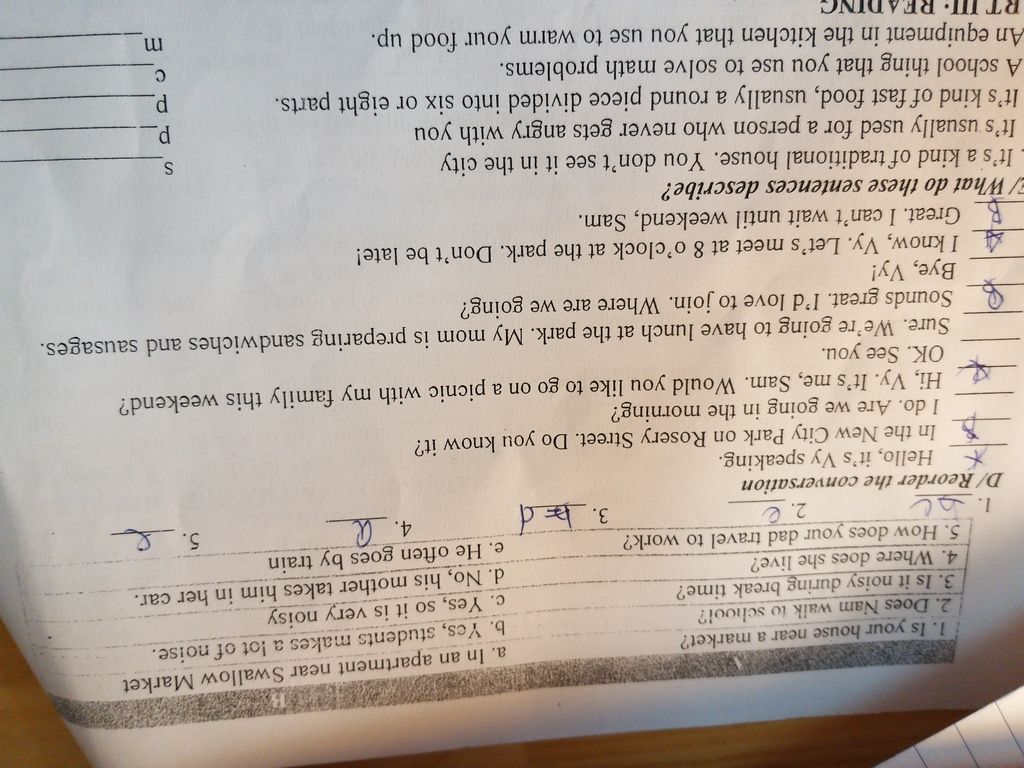 1. Is your house near a market? a. In an apartment near Swallow Market
2. Does Nam walk to school? b. Yes, students makes a lot of noise.
3. Is it noisy during break time? c. Yes, so it is very noisy
4. Where does she live? d. No, his mother takes him in her car.
5. How does your dad travel to work? e. He often goes by train
1. 2. e 3. d 4. a 5. e
D/ Reorder the conversation
Hello, it's Vy speaking.
In the New City Park on Rosery Street. Do you know it?
I do. Are we going in the morning?
Hi, Vy. It's me, Sam. Would you like to go on a picnic with my family this weekend?
OK. See you.
Sure. We're going to have lunch at the park. My mom is preparing sandwiches and sausages.
Sounds great. I'd love to join. Where are we going?
Bye, Vy!
I know, Vy. Let's meet at 8 o'clock at the park. Don't be late!
Great. I can't wait until weekend, Sam.
E/ What do these sentences describe?
. It's a kind of traditional house. You don't see it in the city s
It's usually used for a person who never gets angry with you p
It's kind of fast food, usually a round piece divided into six or eight parts. p
A school thing that you use to solve math problems. c
An equipment in the kitchen that you use to warm your food up. m
RT III: READING